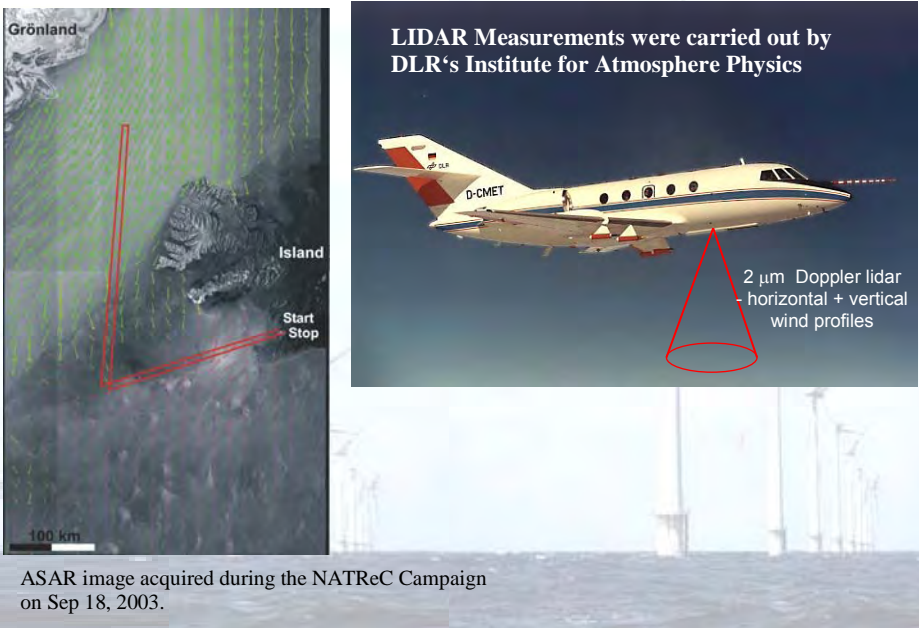 Grönland
Island
Start
Stop
100 km
LIDAR Measurements were carried out by
DLR‘s Institute for Atmosphere Physics
DLR
D-CMET
2 μm Doppler lidar
- horizontal + vertical
wind profiles
ASAR image acquired during the NATReC Campaign
on Sep 18, 2003.